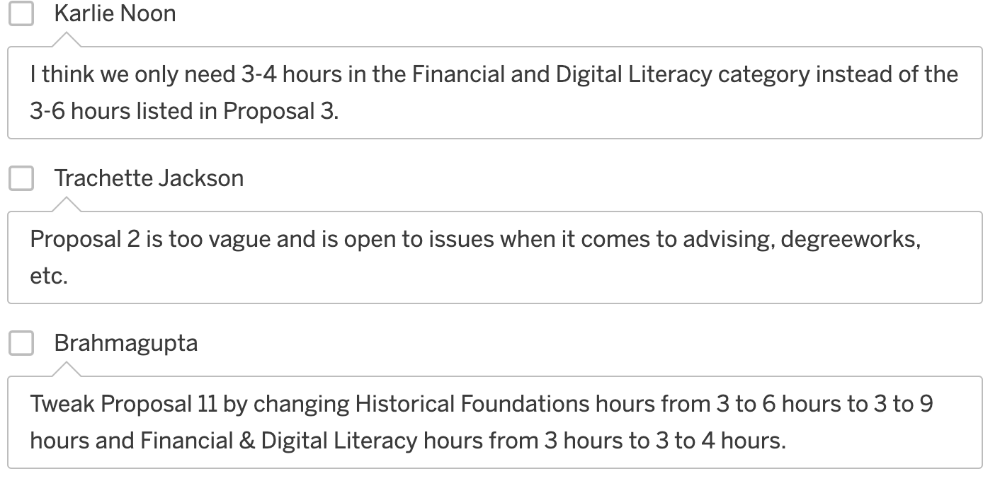 Karlie Noon
I think we only need 3-4 hours in the Financial and Digital Literacy category instead of the
3-6 hours listed in Proposal 3.
Trachette Jackson
Proposal 2 is too vague and is open to issues when it comes to advising, degreeworks,
etc.
Brahmagupta
Tweak Proposal 11 by changing Historical Foundations hours from 3 to 6 hours to 3 to 9
hours and Financial & Digital Literacy hours from 3 hours to 3 to 4 hours.